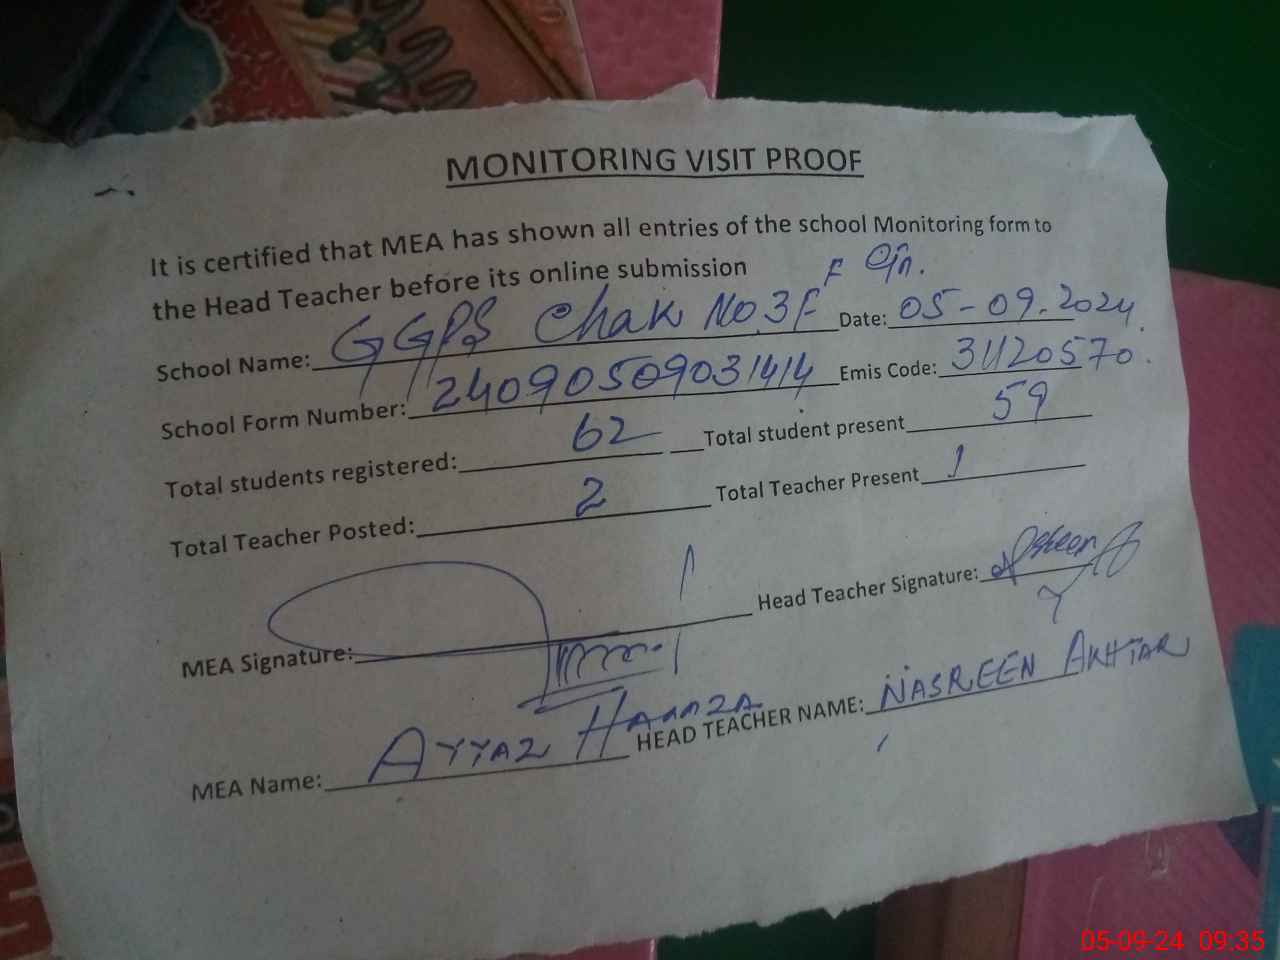 MONITORING VISIT PROOF
It is certified that MEA has shown all entries of the school Monitoring form to
the Head Teacher before its online submission
School Name: GGPS Chak No.3F F Date: 05-09.2024
School Form Number: 24090509031414 Emis Code: 31120570
Total students registered: 62 Total student present 59
Total Teacher Posted: 2 Total Teacher Present 1
MEA Signature: Head Teacher Signature:
MEA Name: AYYAZ HAMZA HEAD TEACHER NAME: NASREEN AKHTAR
05-09-24 09:35